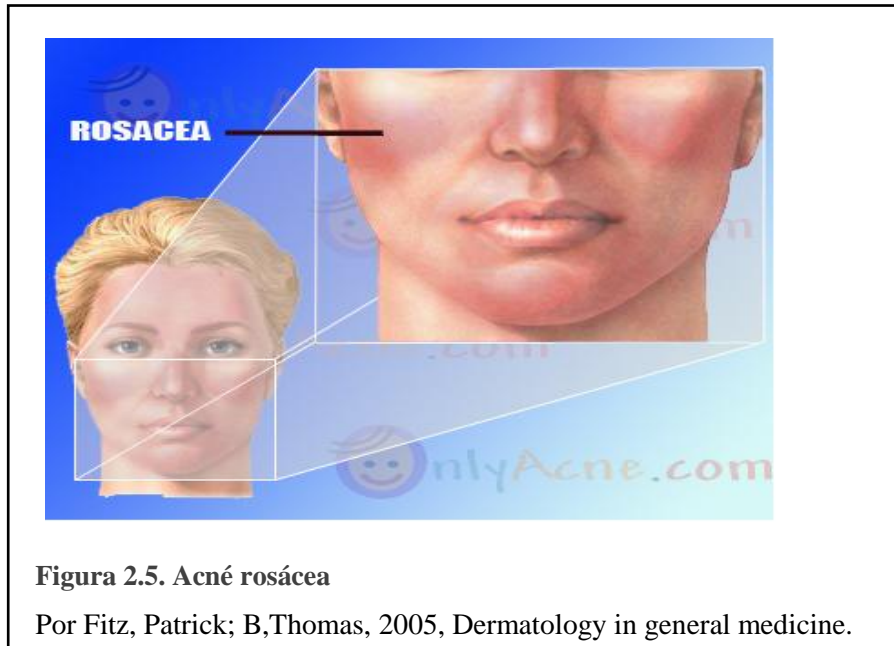 ROSACEA
OnlyAcne.com
Figura 2.5. Acné rosácea
Por Fitz, Patrick; B,Thomas, 2005, Dermatology in general medicine.